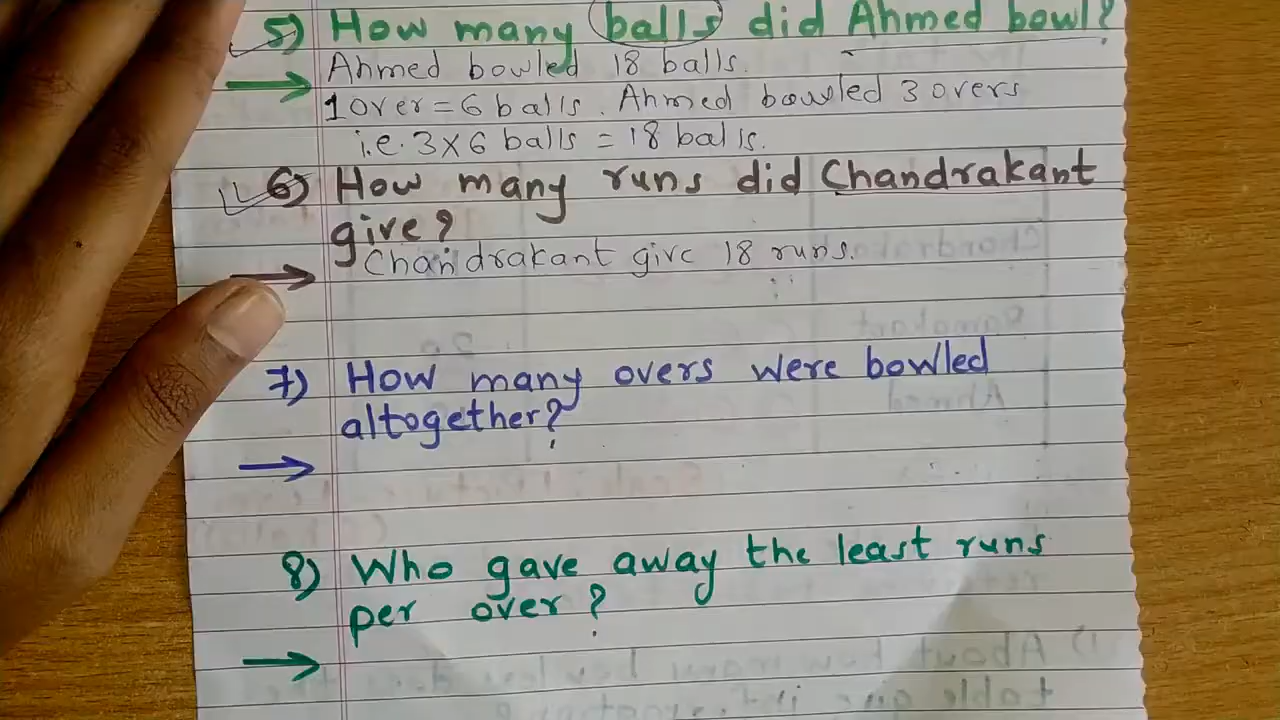 5) How many balls did Ahmed bowl?
Ahmed bowled 18 balls.
1 over = 6 balls. Ahmed bowled 3 overs
i.e. 3 x 6 balls = 18 balls.
6) How many runs did Chandrakant
give?
Chandrakant give 18 runs.
7) How many overs were bowled
altogether?
8) Who gave away the least runs
per over?